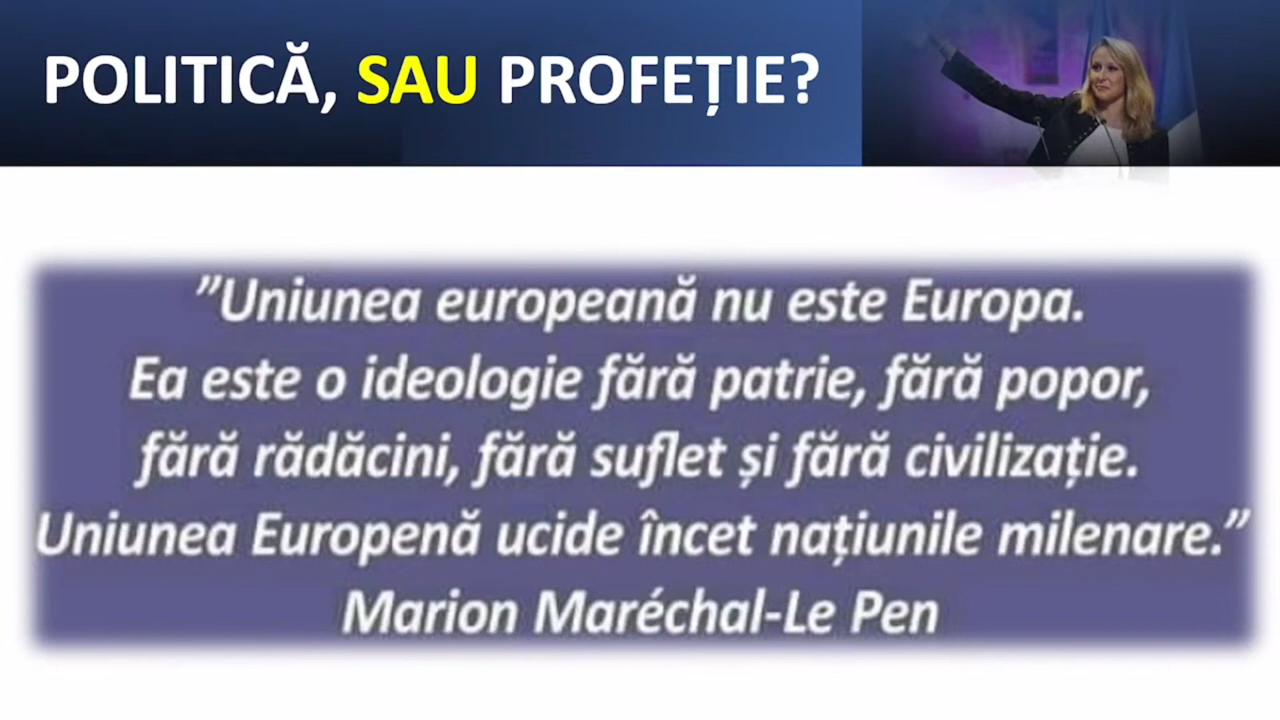 POLITICĂ, SAU PROFEȚIE?
”Uniunea europeană nu este Europa.
Ea este o ideologie fără patrie, fără popor,
fără rădăcini, fără suflet și fără civilizație.
Uniunea Europenă ucide încet națiunile milenare.”
Marion Maréchal-Le Pen